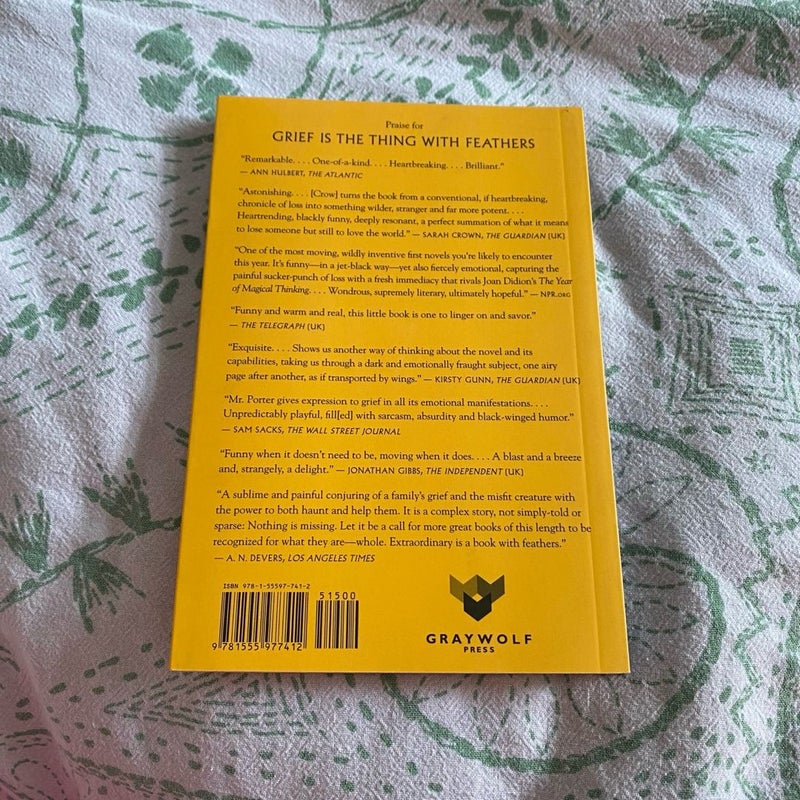 Praise for
GRIEF IS THE THING WITH FEATHERS
“Remarkable. . . . One-of-a-kind. . . . Heartbreaking. . . . Brilliant.”
— ANN HULBERT, THE ATLANTIC
“Astonishing. . . . [Crow] turns the book from a conventional, if heartbreaking,
chronicle of loss into something wilder, stranger and far more potent. . . .
Heartrending, blackly funny, deeply resonant, a perfect summation of what it means
to lose someone but still to love the world.” — SARAH CROWN, THE GUARDIAN (UK)
“One of the most moving, wildly inventive first novels you’re likely to encounter
this year. It’s funny—in a jet-black way—yet also fiercely emotional, capturing the
painful sucker-punch of loss with a fresh immediacy that rivals Joan Didion’s The Year
of Magical Thinking. . . . Wondrous, supremely literary, ultimately hopeful.” — NPR.ORG
“Funny and warm and real, this little book is one to linger on and savor.”
— THE TELEGRAPH (UK)
“Exquisite. . . . Shows us another way of thinking about the novel and its
capabilities, taking us through a dark and emotionally fraught subject, one airy
page after another, as if transported by wings.” — KIRSTY GUNN, THE GUARDIAN (UK)
“Mr. Porter gives expression to grief in all its emotional manifestations. . . .
Unpredictably playful, fill[ed] with sarcasm, absurdity and black-winged humor.”
— SAM SACKS, THE WALL STREET JOURNAL
“Funny when it doesn’t need to be, moving when it does. . . . A blast and a breeze
and, strangely, a delight.” — JONATHAN GIBBS, THE INDEPENDENT (UK)
“A sublime and painful conjuring of a family’s grief and the misfit creature with
the power to both haunt and help them. It is a complex story, not simply-told or
sparse: Nothing is missing. Let it be a call for more great books of this length to be
recognized for what they are—whole. Extraordinary is a book with feathers.”
— A. N. DEVERS, LOS ANGELES TIMES
ISBN 978-1-55597-741-2
51500
9 781555 977412
GRAYWOLF
PRESS